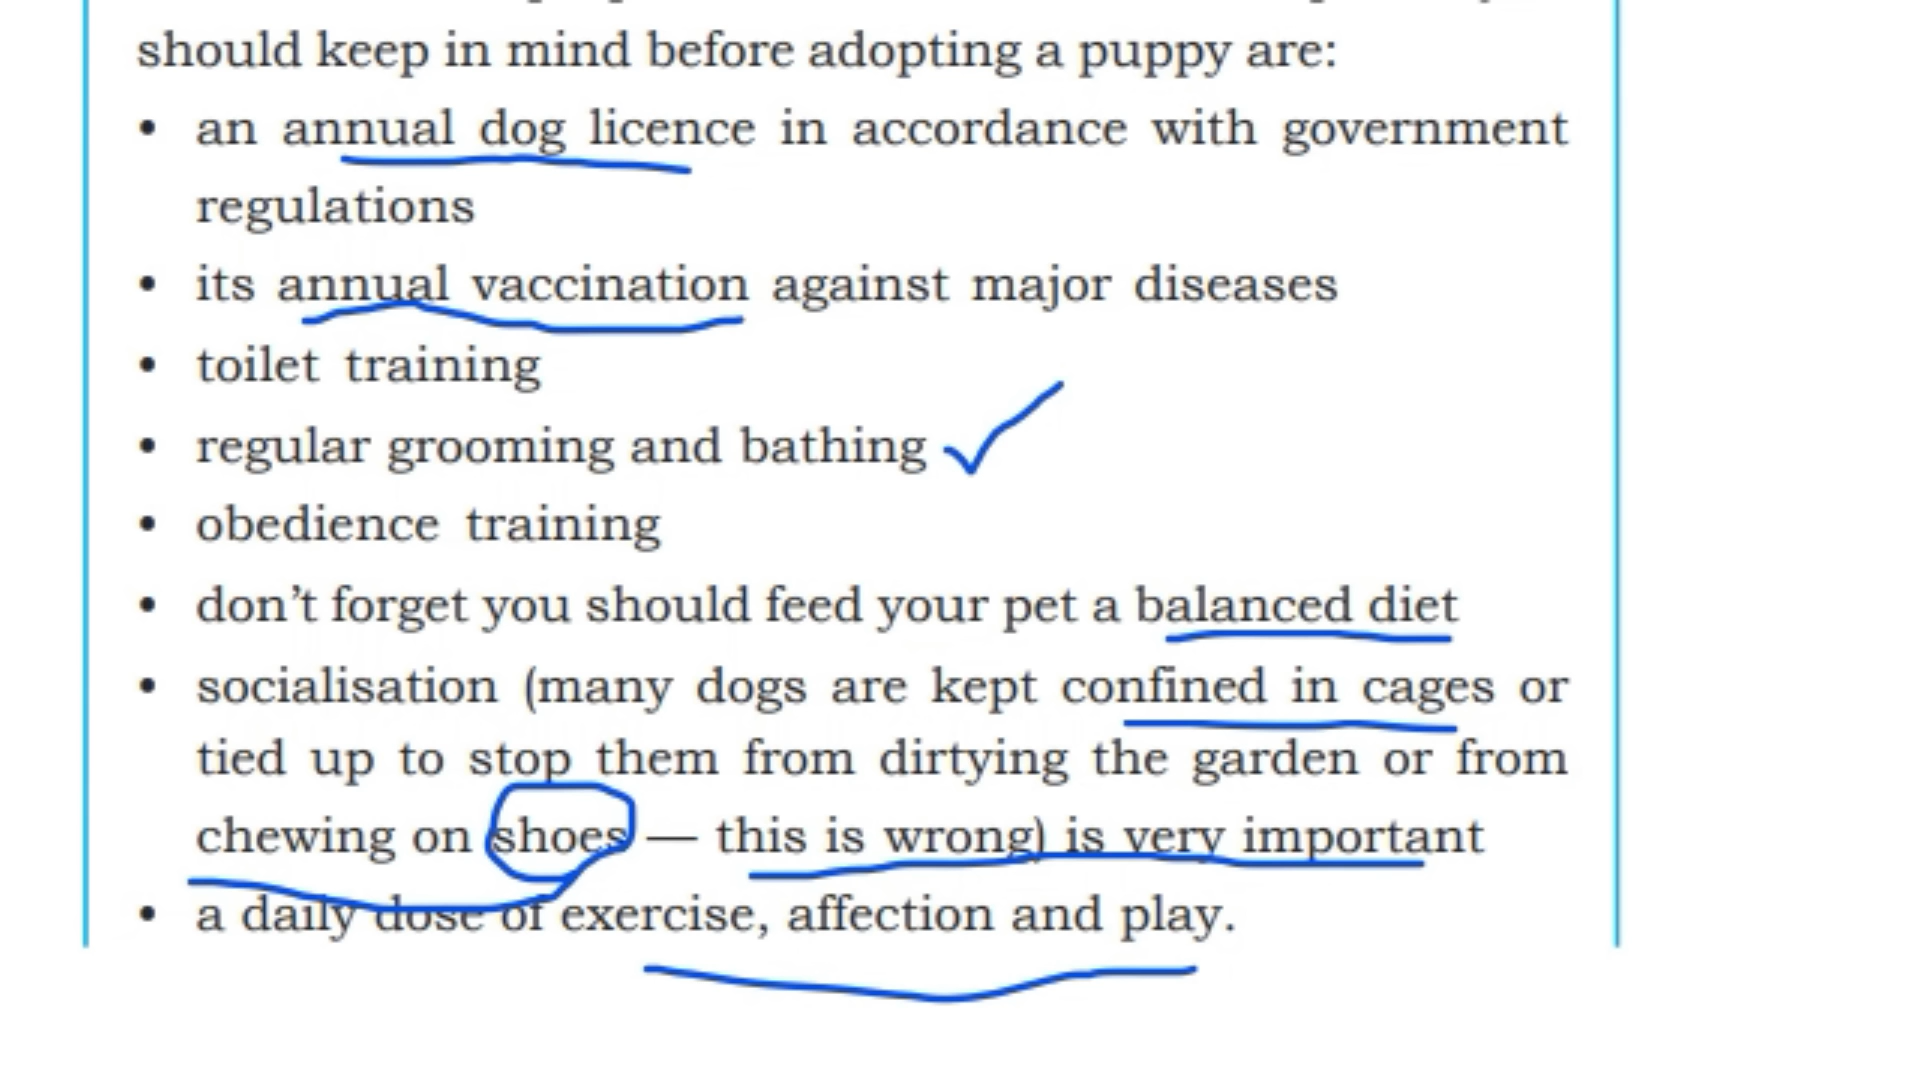 should keep in mind before adopting a puppy are:
• an annual dog licence in accordance with government
regulations
• its annual vaccination against major diseases
• toilet training
• regular grooming and bathing
• obedience training
• don’t forget you should feed your pet a balanced diet
• socialisation (many dogs are kept confined in cages or
tied up to stop them from dirtying the garden or from
chewing on shoes — this is wrong) is very important
• a daily dose of exercise, affection and play.